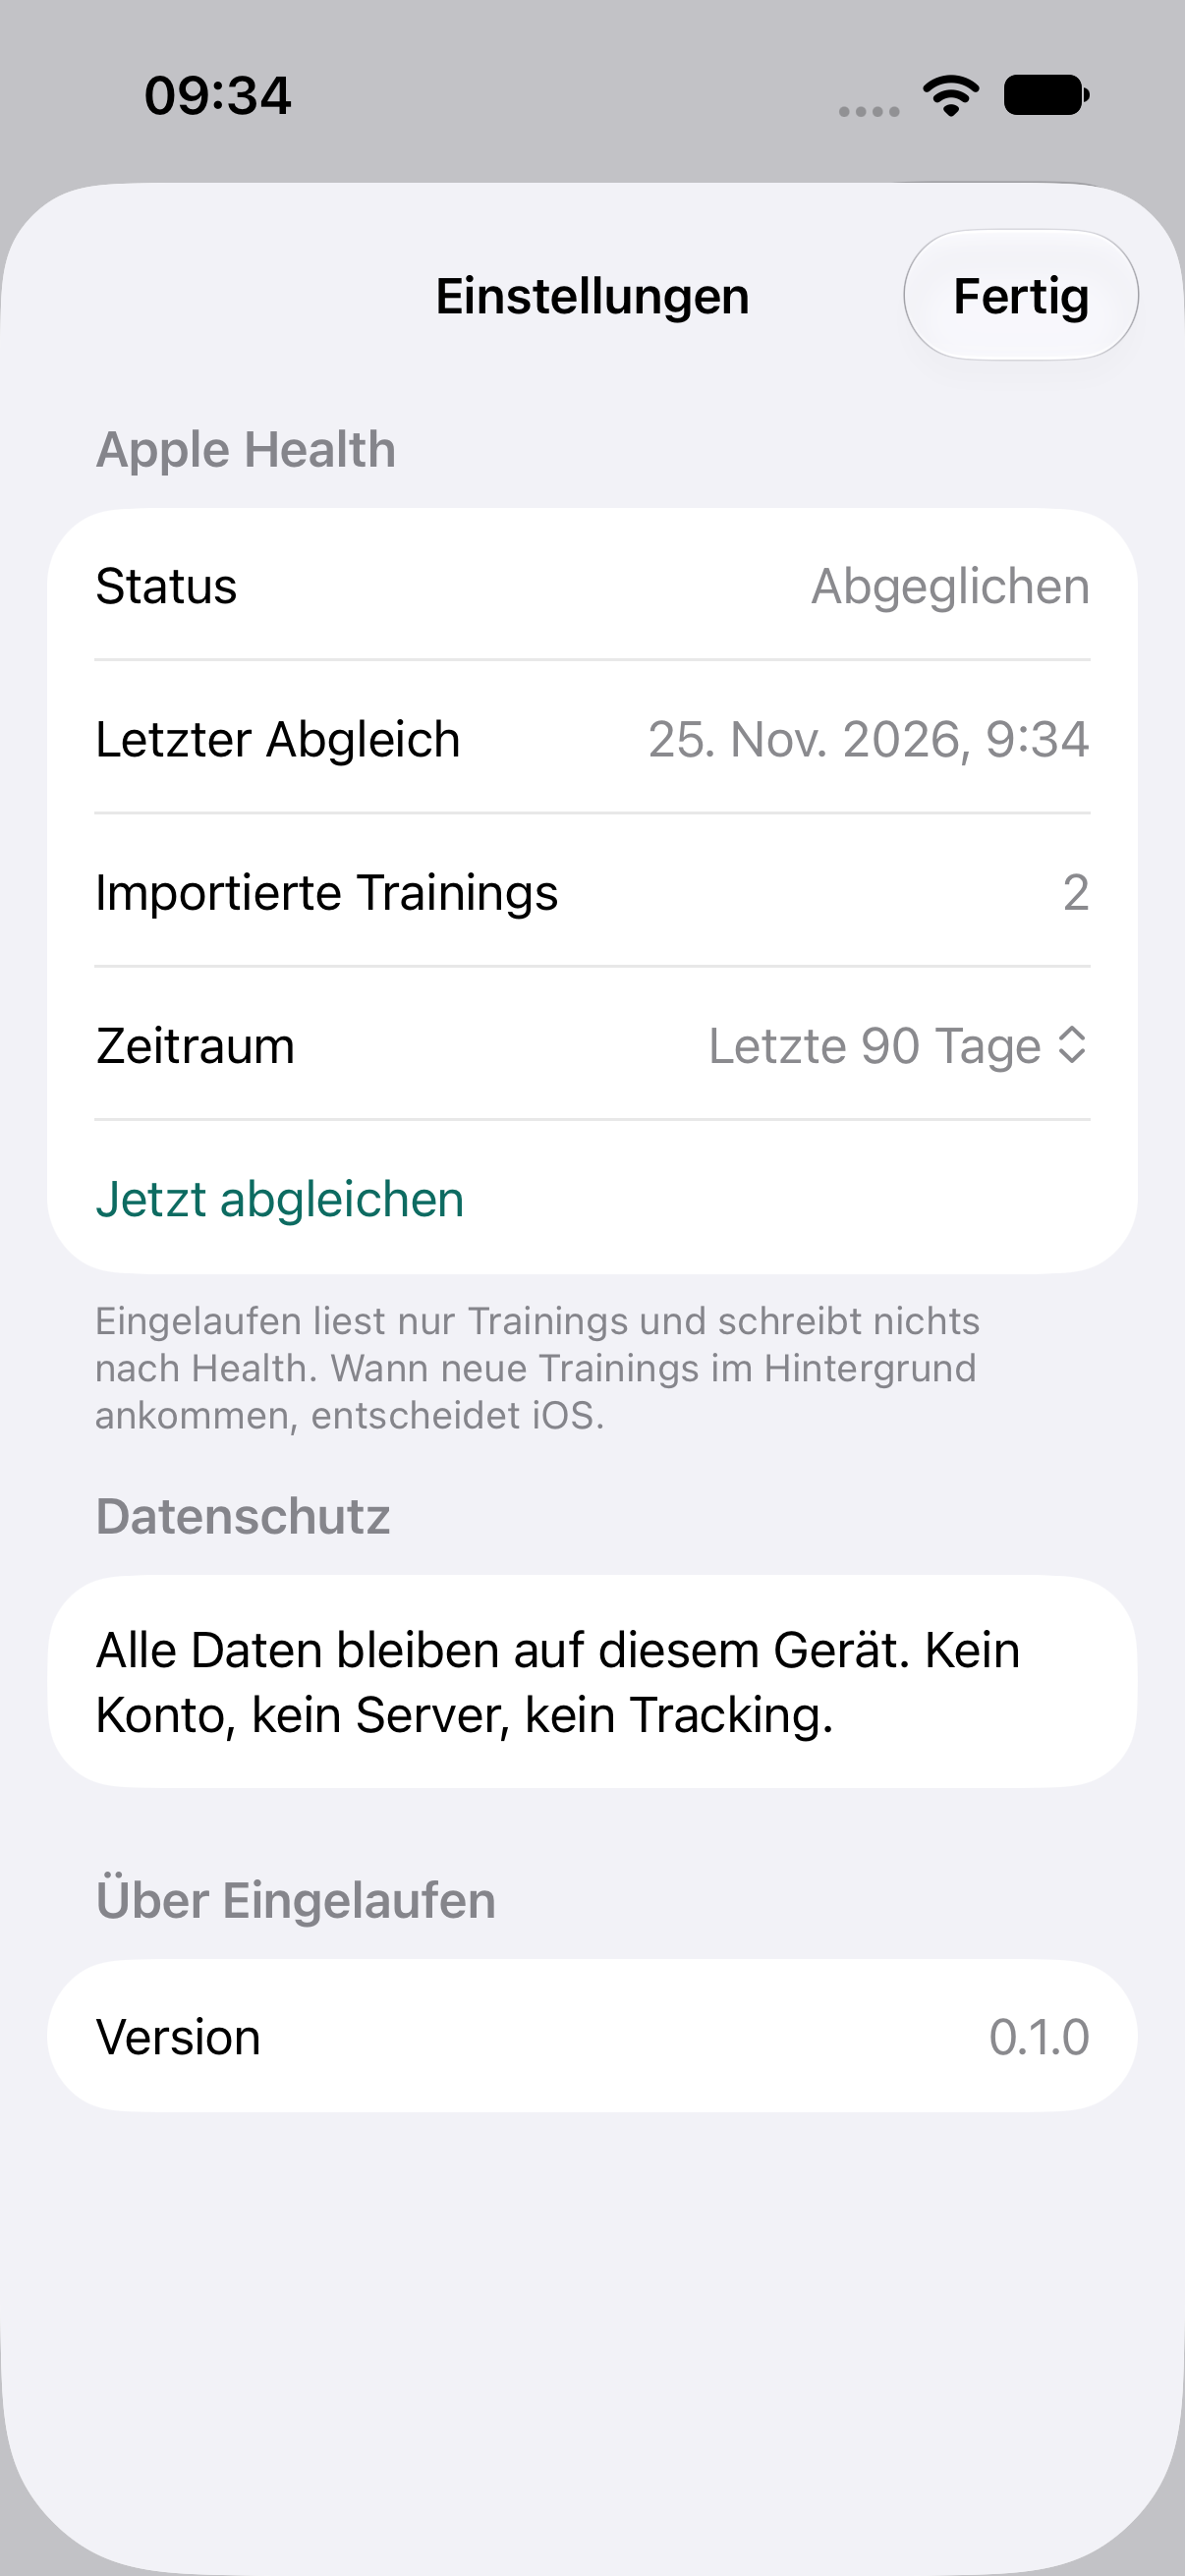 09:34
Einstellungen
Fertig
Apple Health
Status Abgeglichen
Letzter Abgleich 25. Nov. 2026, 9:34
Importierte Trainings 2
Zeitraum Letzte 90 Tage
Jetzt abgleichen
Eingelaufen liest nur Trainings und schreibt nichts
nach Health. Wann neue Trainings im Hintergrund
ankommen, entscheidet iOS.
Datenschutz
Alle Daten bleiben auf diesem Gerät. Kein
Konto, kein Server, kein Tracking.
Über Eingelaufen
Version 0.1.0